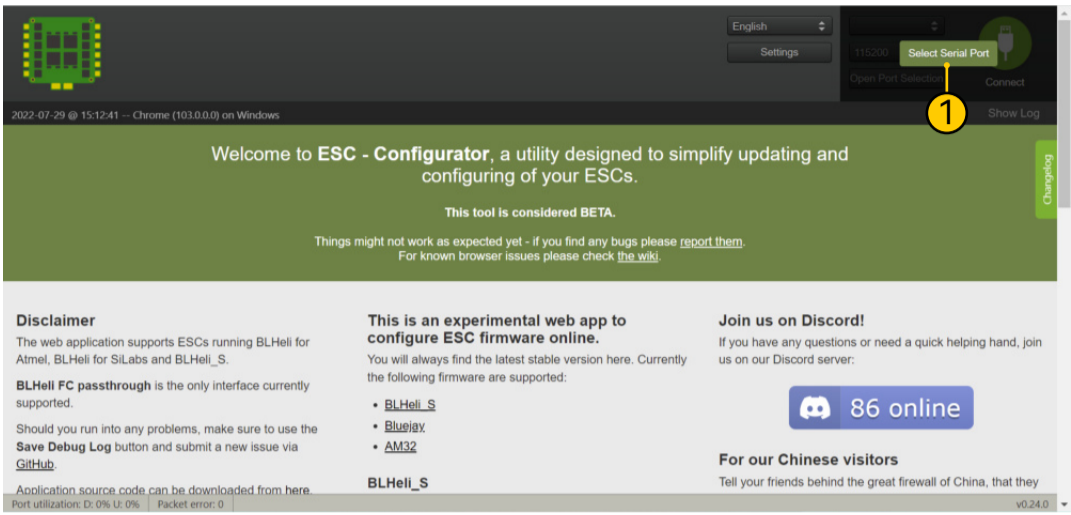 English
Settings
115200
Select Serial Port
Open Port Selection
Connect
1
2022-07-29 @ 15:12:41 -- Chrome (103.0.0.0) on Windows
Show Log
Welcome to ESC - Configurator, a utility designed to simplify updating and
configuring of your ESCs.
This tool is considered BETA.
Things might not work as expected yet - if you find any bugs please report them.
For known browser issues please check the wiki.
Changelog
Disclaimer
The web application supports ESCs running BLHeli for
Atmel, BLHeli for SiLabs and BLHeli_S.
BLHeli FC passthrough is the only interface currently
supported.
Should you run into any problems, make sure to use the
Save Debug Log button and submit a new issue via
GitHub.
Application source code can be downloaded from here.
This is an experimental web app to
configure ESC firmware online.
You will always find the latest stable version here. Currently
the following firmware are supported:
• BLHeli_S
• Bluejay
• AM32
BLHeli_S
Join us on Discord!
If you have any questions or need a quick helping hand, join
us on our Discord server:
86 online
For our Chinese visitors
Tell your friends behind the great firewall of China, that they
Port utilization: D: 0% U: 0%
Packet error: 0
v0.24.0